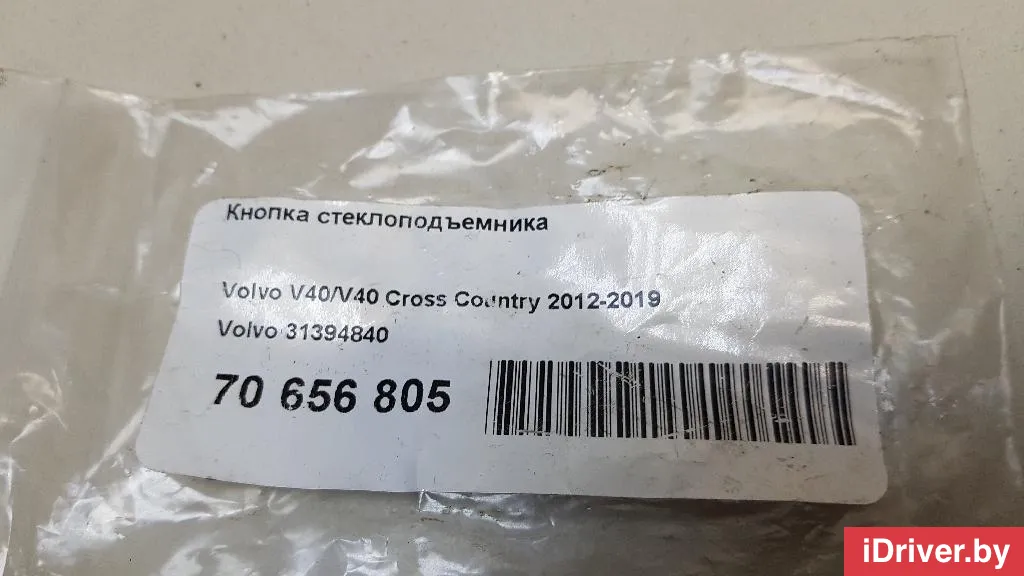 Кнопка стеклоподъемника
Volvo V40/V40 Cross Country 2012-2019
Volvo 31394840
70 656 805
iDriver.by